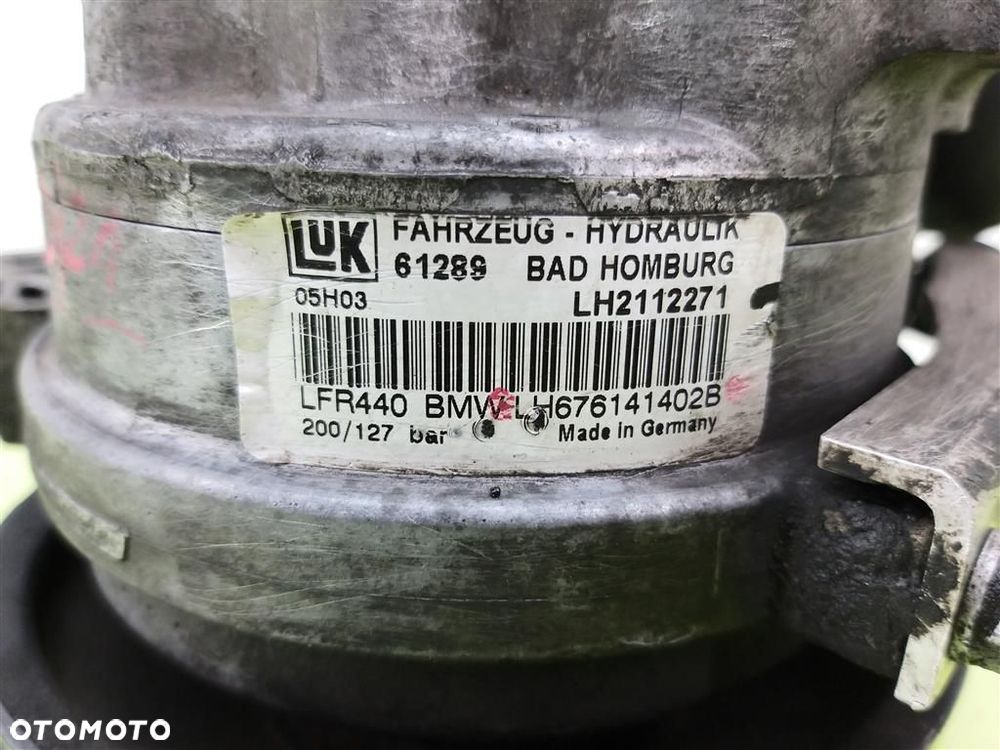 LuK FAHRZEUG - HYDRAULIK
61289 BAD HOMBURG
05H03 LH2112271
LFR440 BMW LH676141402B
200/127 bar Made in Germany
OTOMOTO